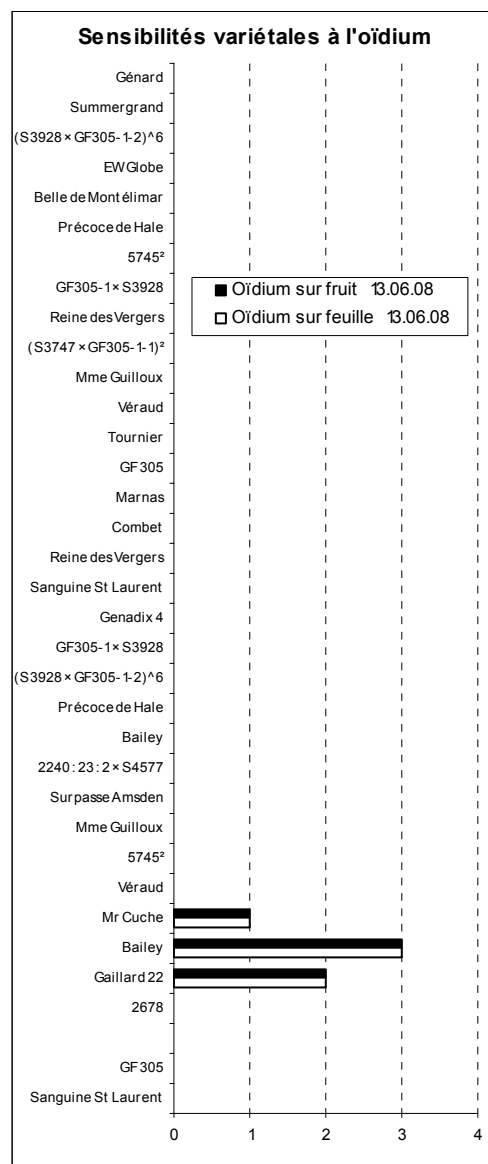 Sensibilités variétales à l'oïdium
Génard
Summergrand
(S3928×GF305-1-2)^6
EW Globe
Belle de Montélimar
Précoce de Hale
5745²
GF305-1×S3928
Reine des Vergers
(S3747×GF305-1-1)²
Mme Guilloux
Véraud
Tournier
GF305
Marnas
Combet
Reine des Vergers
Sanguine St Laurent
Genadix 4
GF305-1×S3928
(S3928×GF305-1-2)^6
Précoce de Hale
Bailey
2240:23:2×S4577
Surpasse Amsden
Mme Guilloux
5745²
Véraud
Mr Cuche
Bailey
Gaillard 22
2678
GF305
Sanguine St Laurent
Oïdium sur fruit 13.06.08
Oïdium sur feuille 13.06.08
0 1 2 3 4